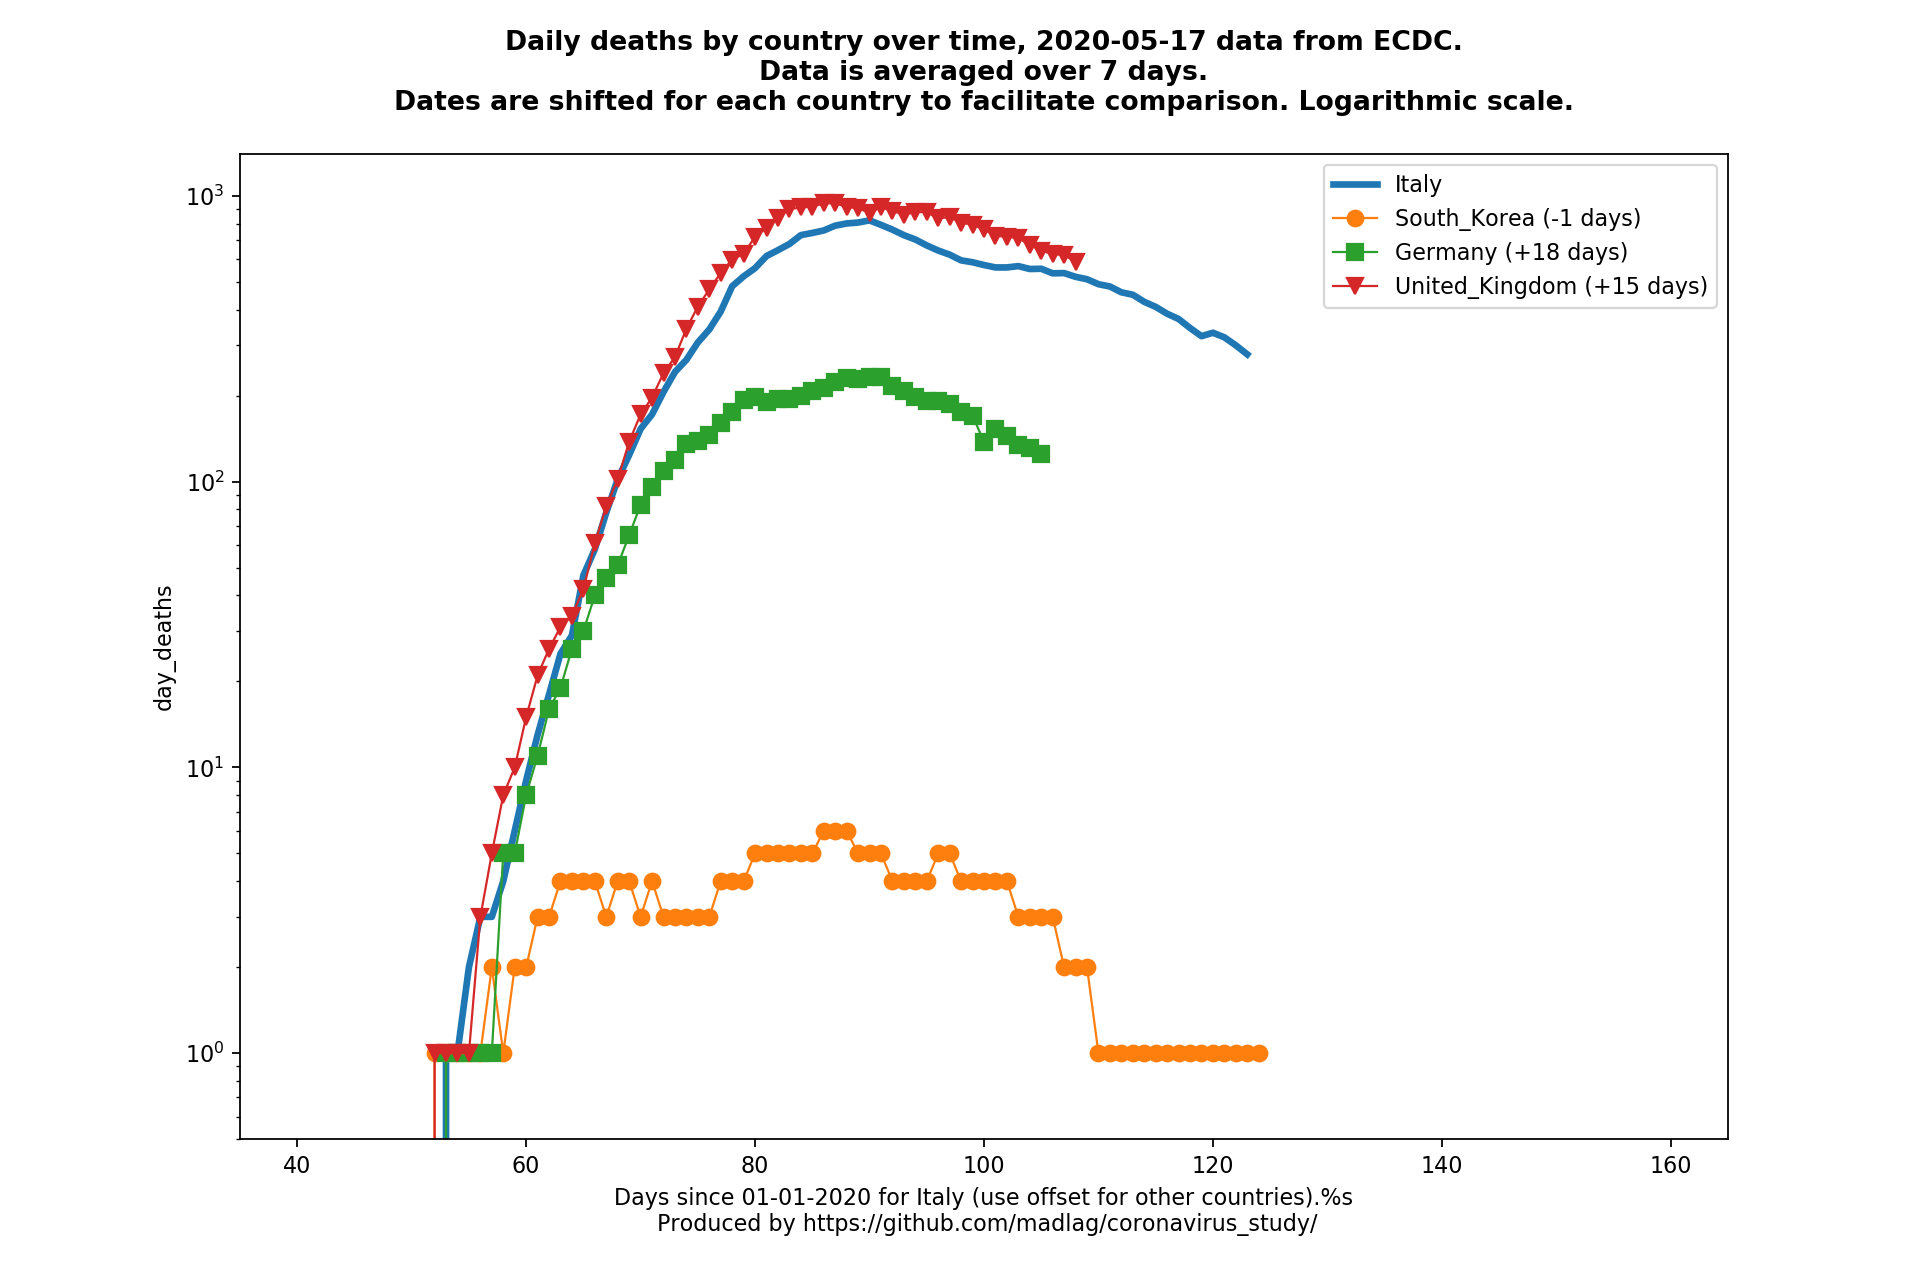 Daily deaths by country over time, 2020-05-17 data from ECDC.
Data is averaged over 7 days.
Dates are shifted for each country to facilitate comparison. Logarithmic scale.
Italy
South_Korea (-1 days)
Germany (+18 days)
United_Kingdom (+15 days)
day_deaths
10³
10²
10¹
10⁰
40 60 80 100 120 140 160
Days since 01-01-2020 for Italy (use offset for other countries).%s
Produced by https://github.com/madlag/coronavirus_study/